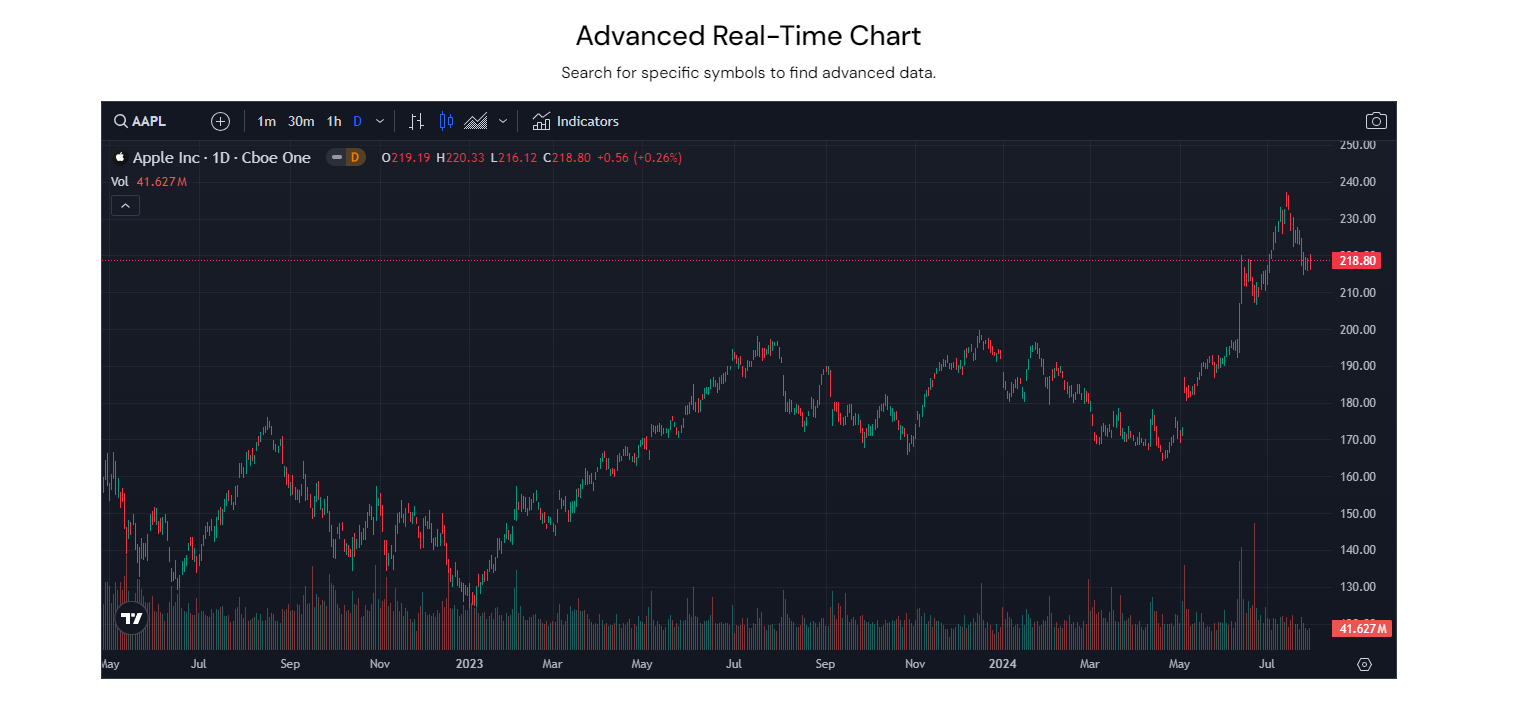 Advanced Real-Time Chart
Search for specific symbols to find advanced data.
AAPL 1m 30m 1h D Indicators
Apple Inc · 1D · Cboe One D O219.19 H220.33 L216.12 C218.80 +0.56 (+0.26%)
Vol 41.627M
250.00
240.00
230.00
218.80
210.00
200.00
190.00
180.00
170.00
160.00
150.00
140.00
130.00
41.627M
May Jul Sep Nov 2023 Mar May Jul Sep Nov 2024 Mar May Jul